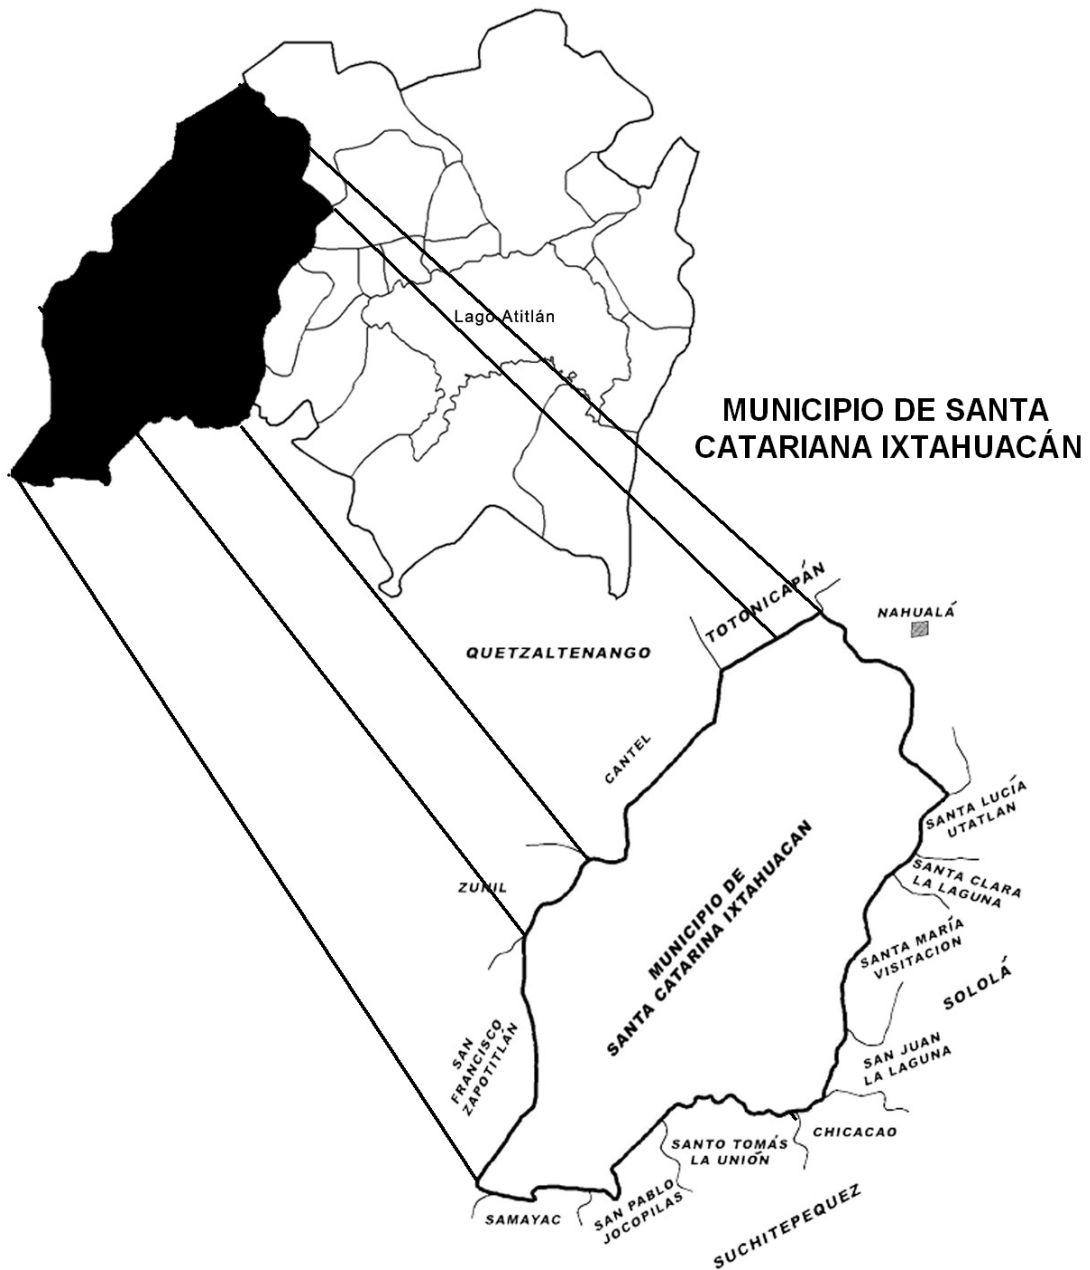 Lago Atitlán
MUNICIPIO DE SANTA
CATARIANA IXTAHUACÁN
TOTONICAPÁN
NAHUALÁ
QUETZALTENANGO
CANTEL
SANTA LUCÍA
UTATLAN
ZUNIL
SANTA CLARA
LA LAGUNA
MUNICIPIO DE
SANTA CATARINA IXTAHUACAN
SANTA MARÍA
VISITACION
SOLOLÁ
SAN
FRANCISCO
ZAPOTITLÁN
SAN JUAN
LA LAGUNA
CHICACAO
SANTO TOMÁS
LA UNIÓN
SAN PABLO
JOCOPILAS
SAMAYAC
SUCHITEPEQUEZ